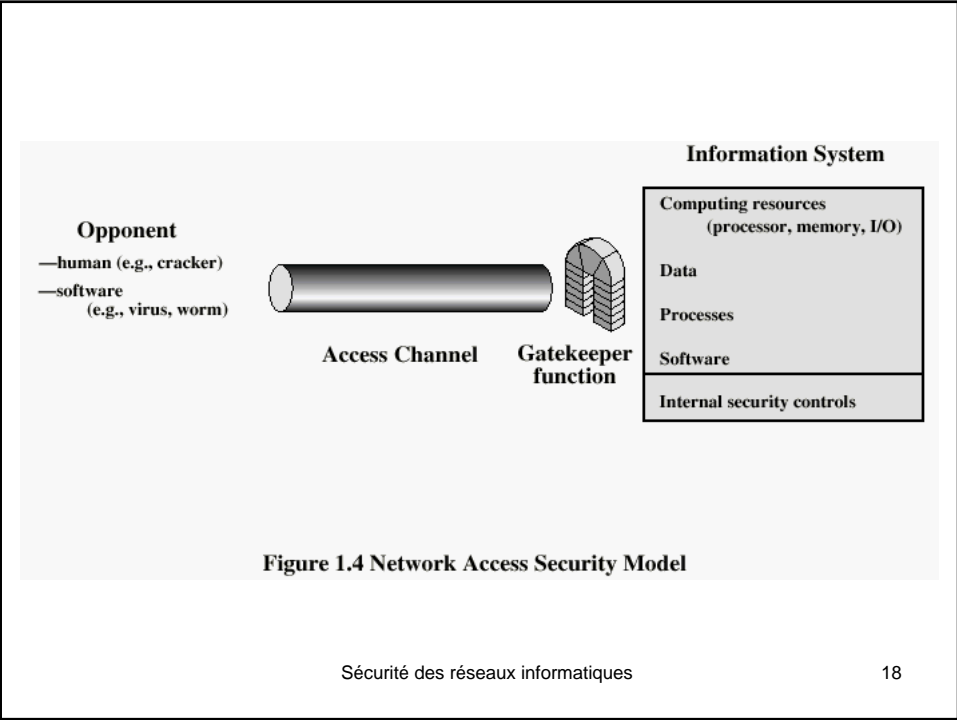 Information System
Opponent
—human (e.g., cracker)
—software
(e.g., virus, worm)
Access Channel
Gatekeeper
function
Computing resources
(processor, memory, I/O)
Data
Processes
Software
Internal security controls
Figure 1.4 Network Access Security Model
Sécurité des réseaux informatiques
18